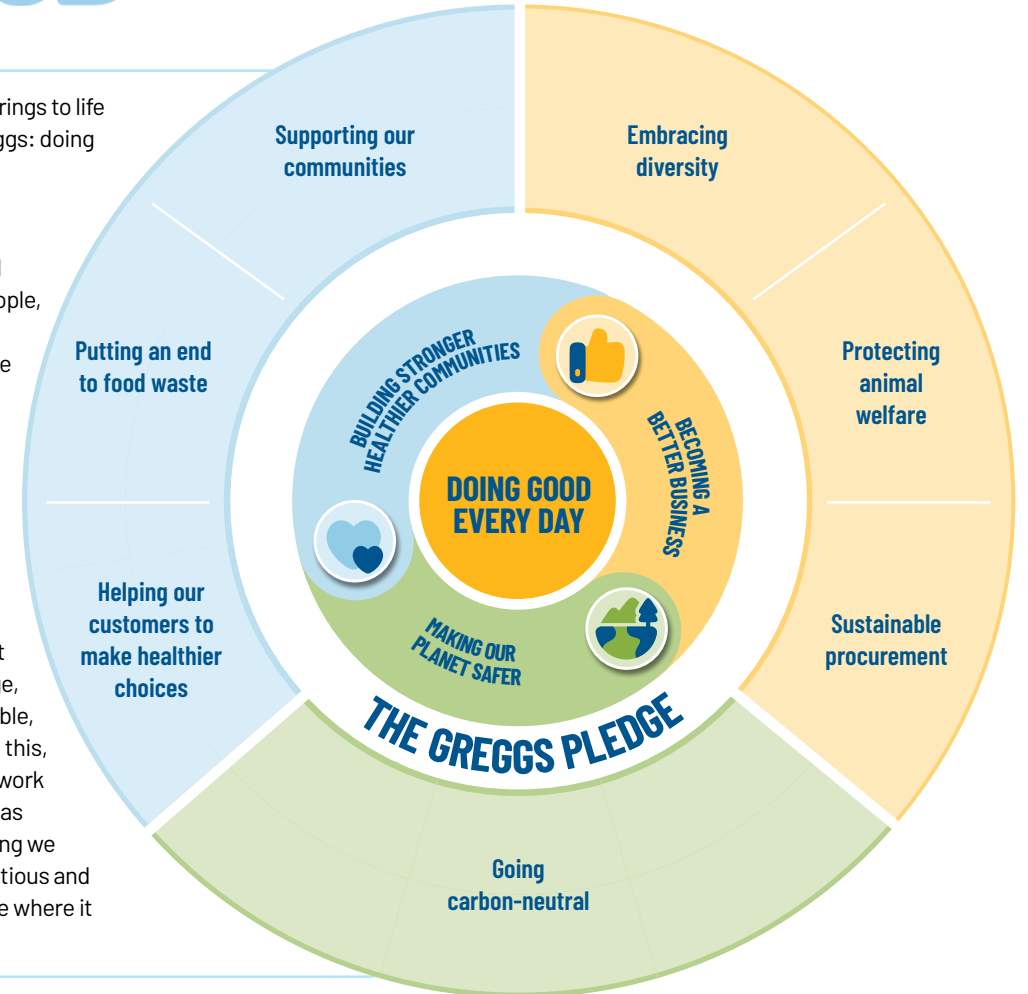 rings to life
ggs: doing
ople,
e
t
ge,
ble,
this,
work
as
ng we
tious and
e where it
Supporting our
communities
Embracing
diversity
Putting an end
to food waste
Protecting
animal
welfare
Helping our
customers to
make healthier
choices
Sustainable
procurement
Going
carbon-neutral
BUILDING STRONGER
HEALTHIER COMMUNITIES
BECOMING A
BETTER BUSINESS
MAKING OUR
PLANET SAFER
DOING GOOD
EVERY DAY
THE GREGGS PLEDGE